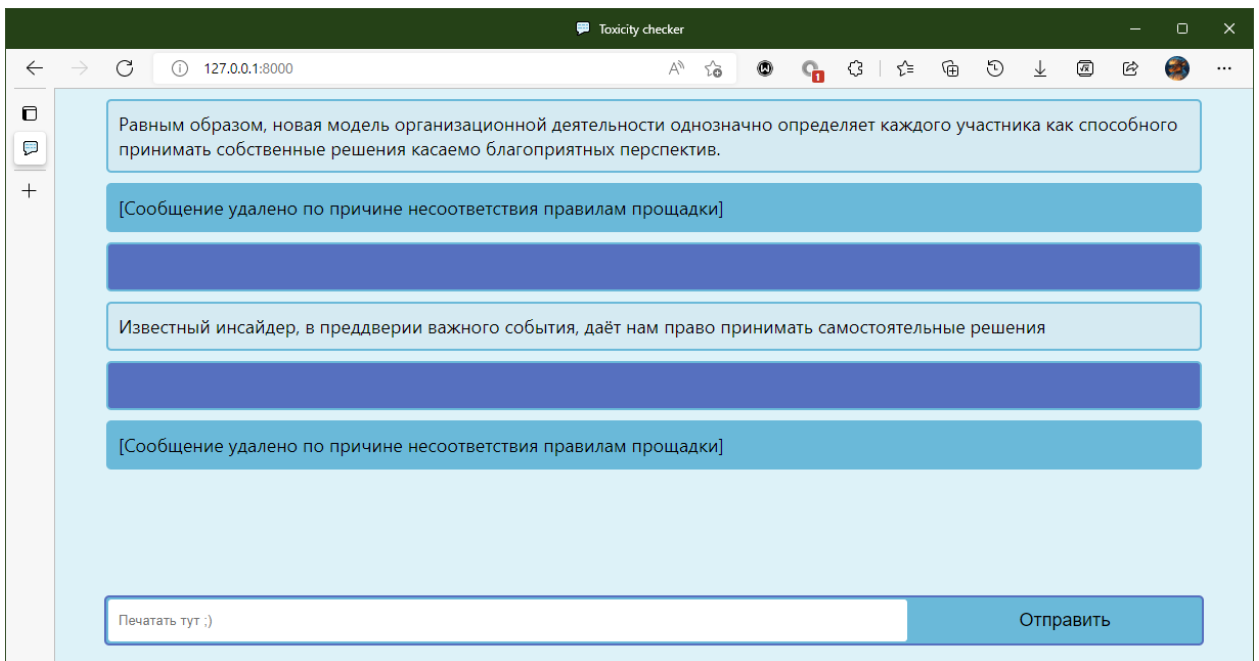 Toxicity checker
127.0.0.1:8000
1
Равным образом, новая модель организационной деятельности однозначно определяет каждого участника как способного
принимать собственные решения касаемо благоприятных перспектив.
[Сообщение удалено по причине несоответствия правилам прощадки]
Известный инсайдер, в преддверии важного события, даёт нам право принимать самостоятельные решения
[Сообщение удалено по причине несоответствия правилам прощадки]
Печатать тут ;)
Отправить